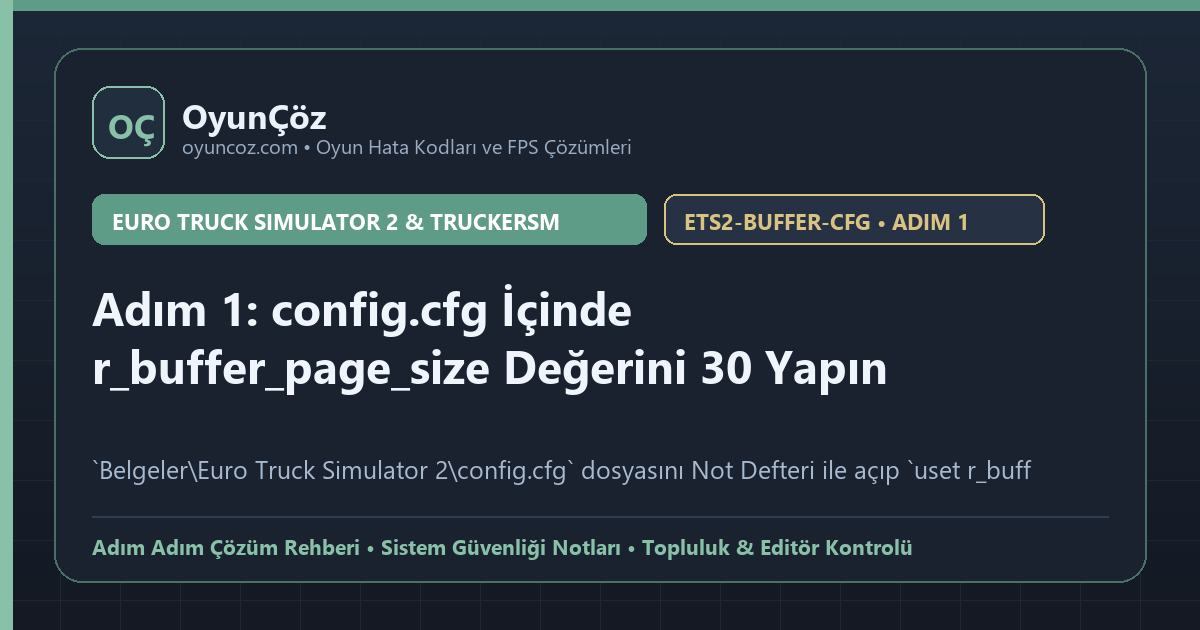 OÇ
OyunÇöz
oyuncoz.com • Oyun Hata Kodları ve FPS Çözümleri
EURO TRUCK SIMULATOR 2 & TRUCKERSM
ETS2-BUFFER-CFG • ADIM 1
Adım 1: config.cfg İçinde
r_buffer_page_size Değerini 30 Yapın
`Belgeler\Euro Truck Simulator 2\config.cfg` dosyasını Not Defteri ile açıp `uset r_buff
Adım Adım Çözüm Rehberi • Sistem Güvenliği Notları • Topluluk & Editör Kontrolü